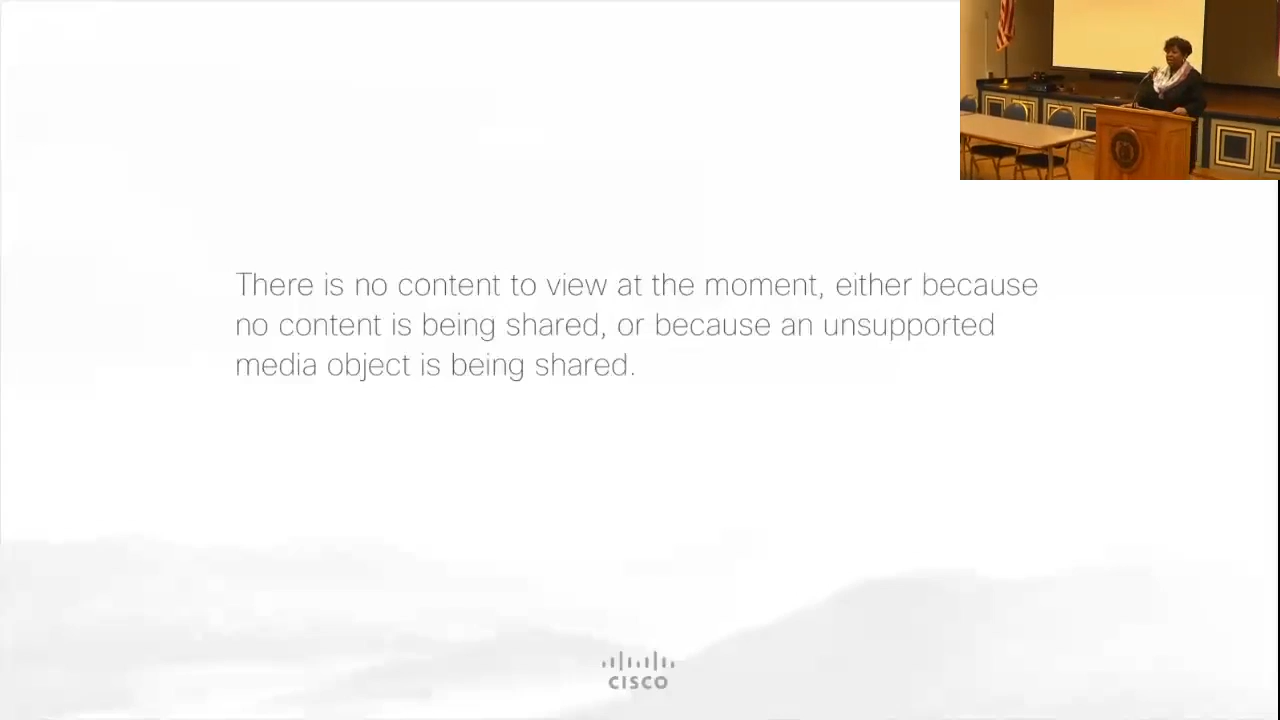 There is no content to view at the moment, either because
no content is being shared, or because an unsupported
media object is being shared.
CISCO